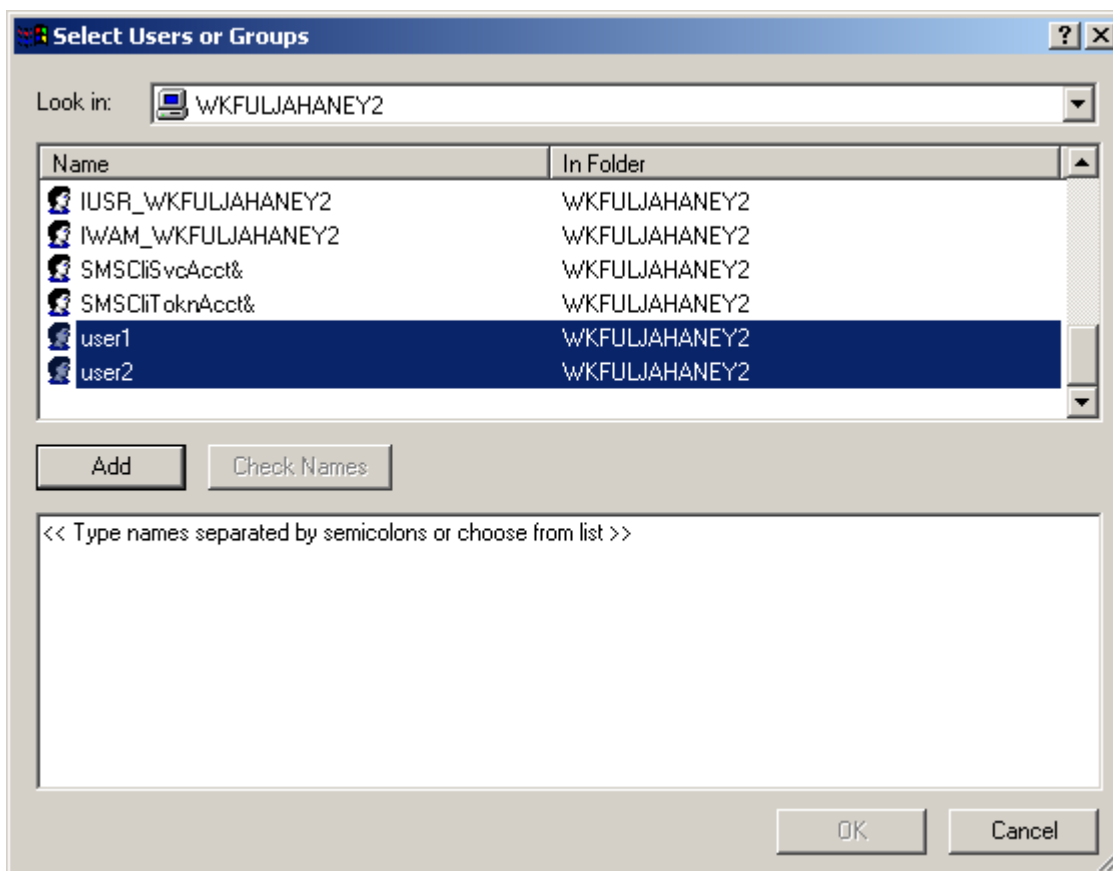 Select Users or Groups
Look in: WKFULJAHANEY2
Name In Folder
IUSR_WKFULJAHANEY2 WKFULJAHANEY2
IWAM_WKFULJAHANEY2 WKFULJAHANEY2
SMSCliSvcAcct& WKFULJAHANEY2
SMSCliToknAcct& WKFULJAHANEY2
user1 WKFULJAHANEY2
user2 WKFULJAHANEY2
Add Check Names
<< Type names separated by semicolons or choose from list >>
OK Cancel